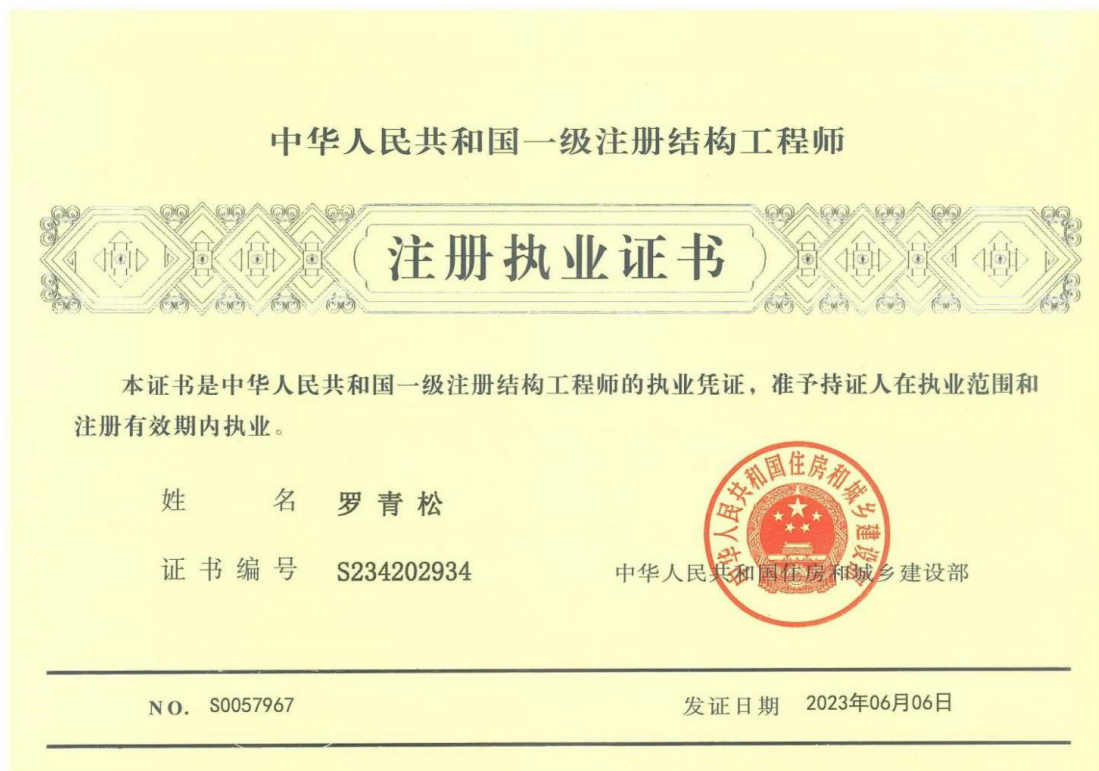 中华人民共和国一级注册结构工程师
注册执业证书
本证书是中华人民共和国一级注册结构工程师的执业凭证，准予持证人在执业范围和
注册有效期内执业。
姓名 罗青松
证书编号 S234202934
中华人民共和国住房和城乡建设部
中华人民共和国住房和城乡建设部
NO. S0057967
发证日期 2023年06月06日